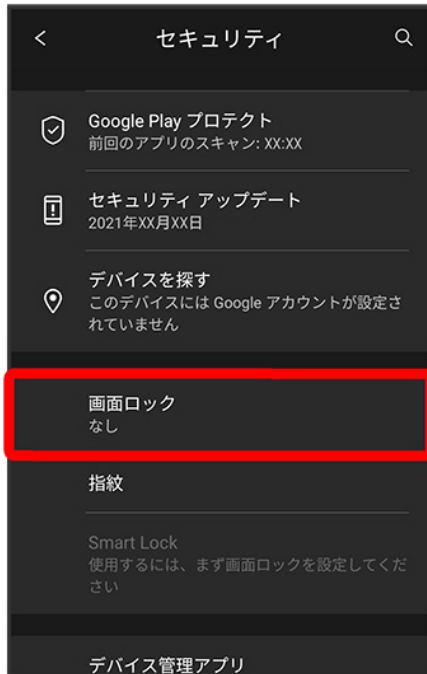 セキュリティ
Google Play プロテクト
前回のアプリのスキャン: XX:XX
セキュリティ アップデート
2021年XX月XX日
デバイスを探す
このデバイスには Google アカウントが設定さ
れていません
画面ロック
なし
指紋
Smart Lock
使用するには、まず画面ロックを設定してくだ
さい
デバイス管理アプリ